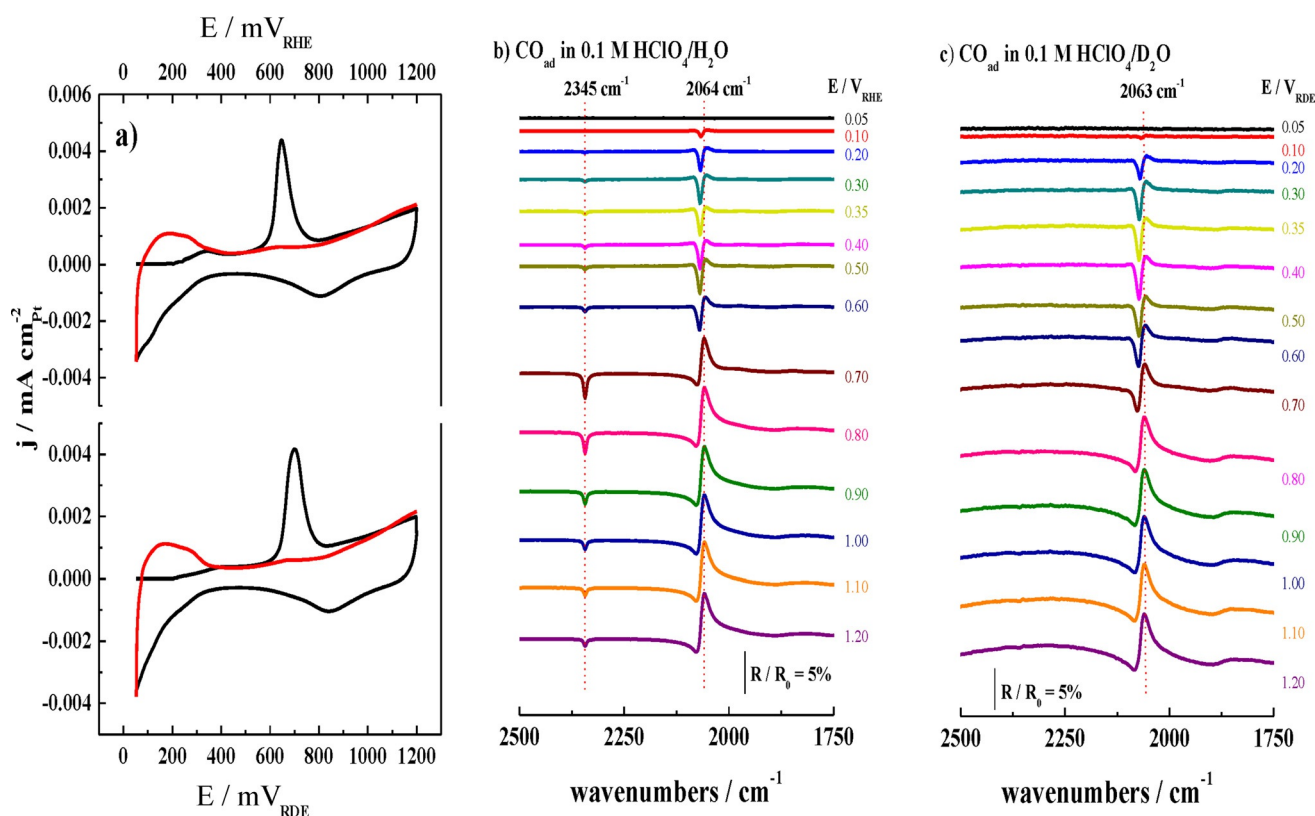 E / mV_RHE
0 200 400 600 800 1000 1200
a)
0.006
0.004
0.002
0.000
-0.002
-0.004
0.004
0.002
0.000
-0.002
-0.004
j / mA cm⁻²_Pt
0 200 400 600 800 1000 1200
E / mV_RDE
b) CO_ad in 0.1 M HClO₄/H₂O
2345 cm⁻¹ 2064 cm⁻¹ E / V_RHE
0.05
0.10
0.20
0.30
0.35
0.40
0.50
0.60
0.70
0.80
0.90
1.00
1.10
1.20
R / R₀ = 5%
2500 2250 2000 1750
wavenumbers / cm⁻¹
c) CO_ad in 0.1 M HClO₄/D₂O
2063 cm⁻¹ E / V_RDE
0.05
0.10
0.20
0.30
0.35
0.40
0.50
0.60
0.70
0.80
0.90
1.00
1.10
1.20
R / R₀ = 5%
2500 2250 2000 1750
wavenumbers / cm⁻¹